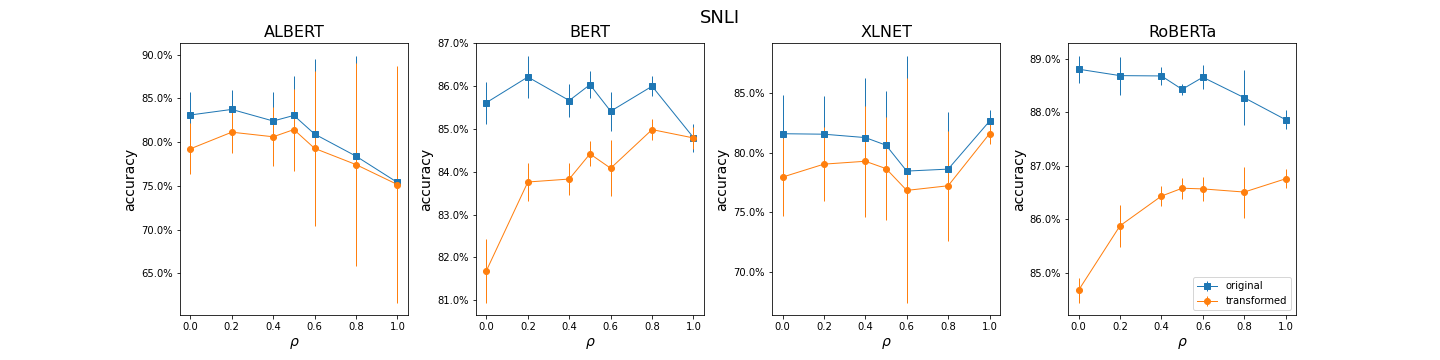 SNLI
ALBERT
accuracy
90.0%
85.0%
80.0%
75.0%
70.0%
65.0%
0.0 0.2 0.4 0.6 0.8 1.0
ρ
BERT
accuracy
87.0%
86.0%
85.0%
84.0%
83.0%
82.0%
81.0%
0.0 0.2 0.4 0.6 0.8 1.0
ρ
XLNET
accuracy
85.0%
80.0%
75.0%
70.0%
0.0 0.2 0.4 0.6 0.8 1.0
ρ
RoBERTa
accuracy
89.0%
88.0%
87.0%
86.0%
85.0%
original
transformed
0.0 0.2 0.4 0.6 0.8 1.0
ρ